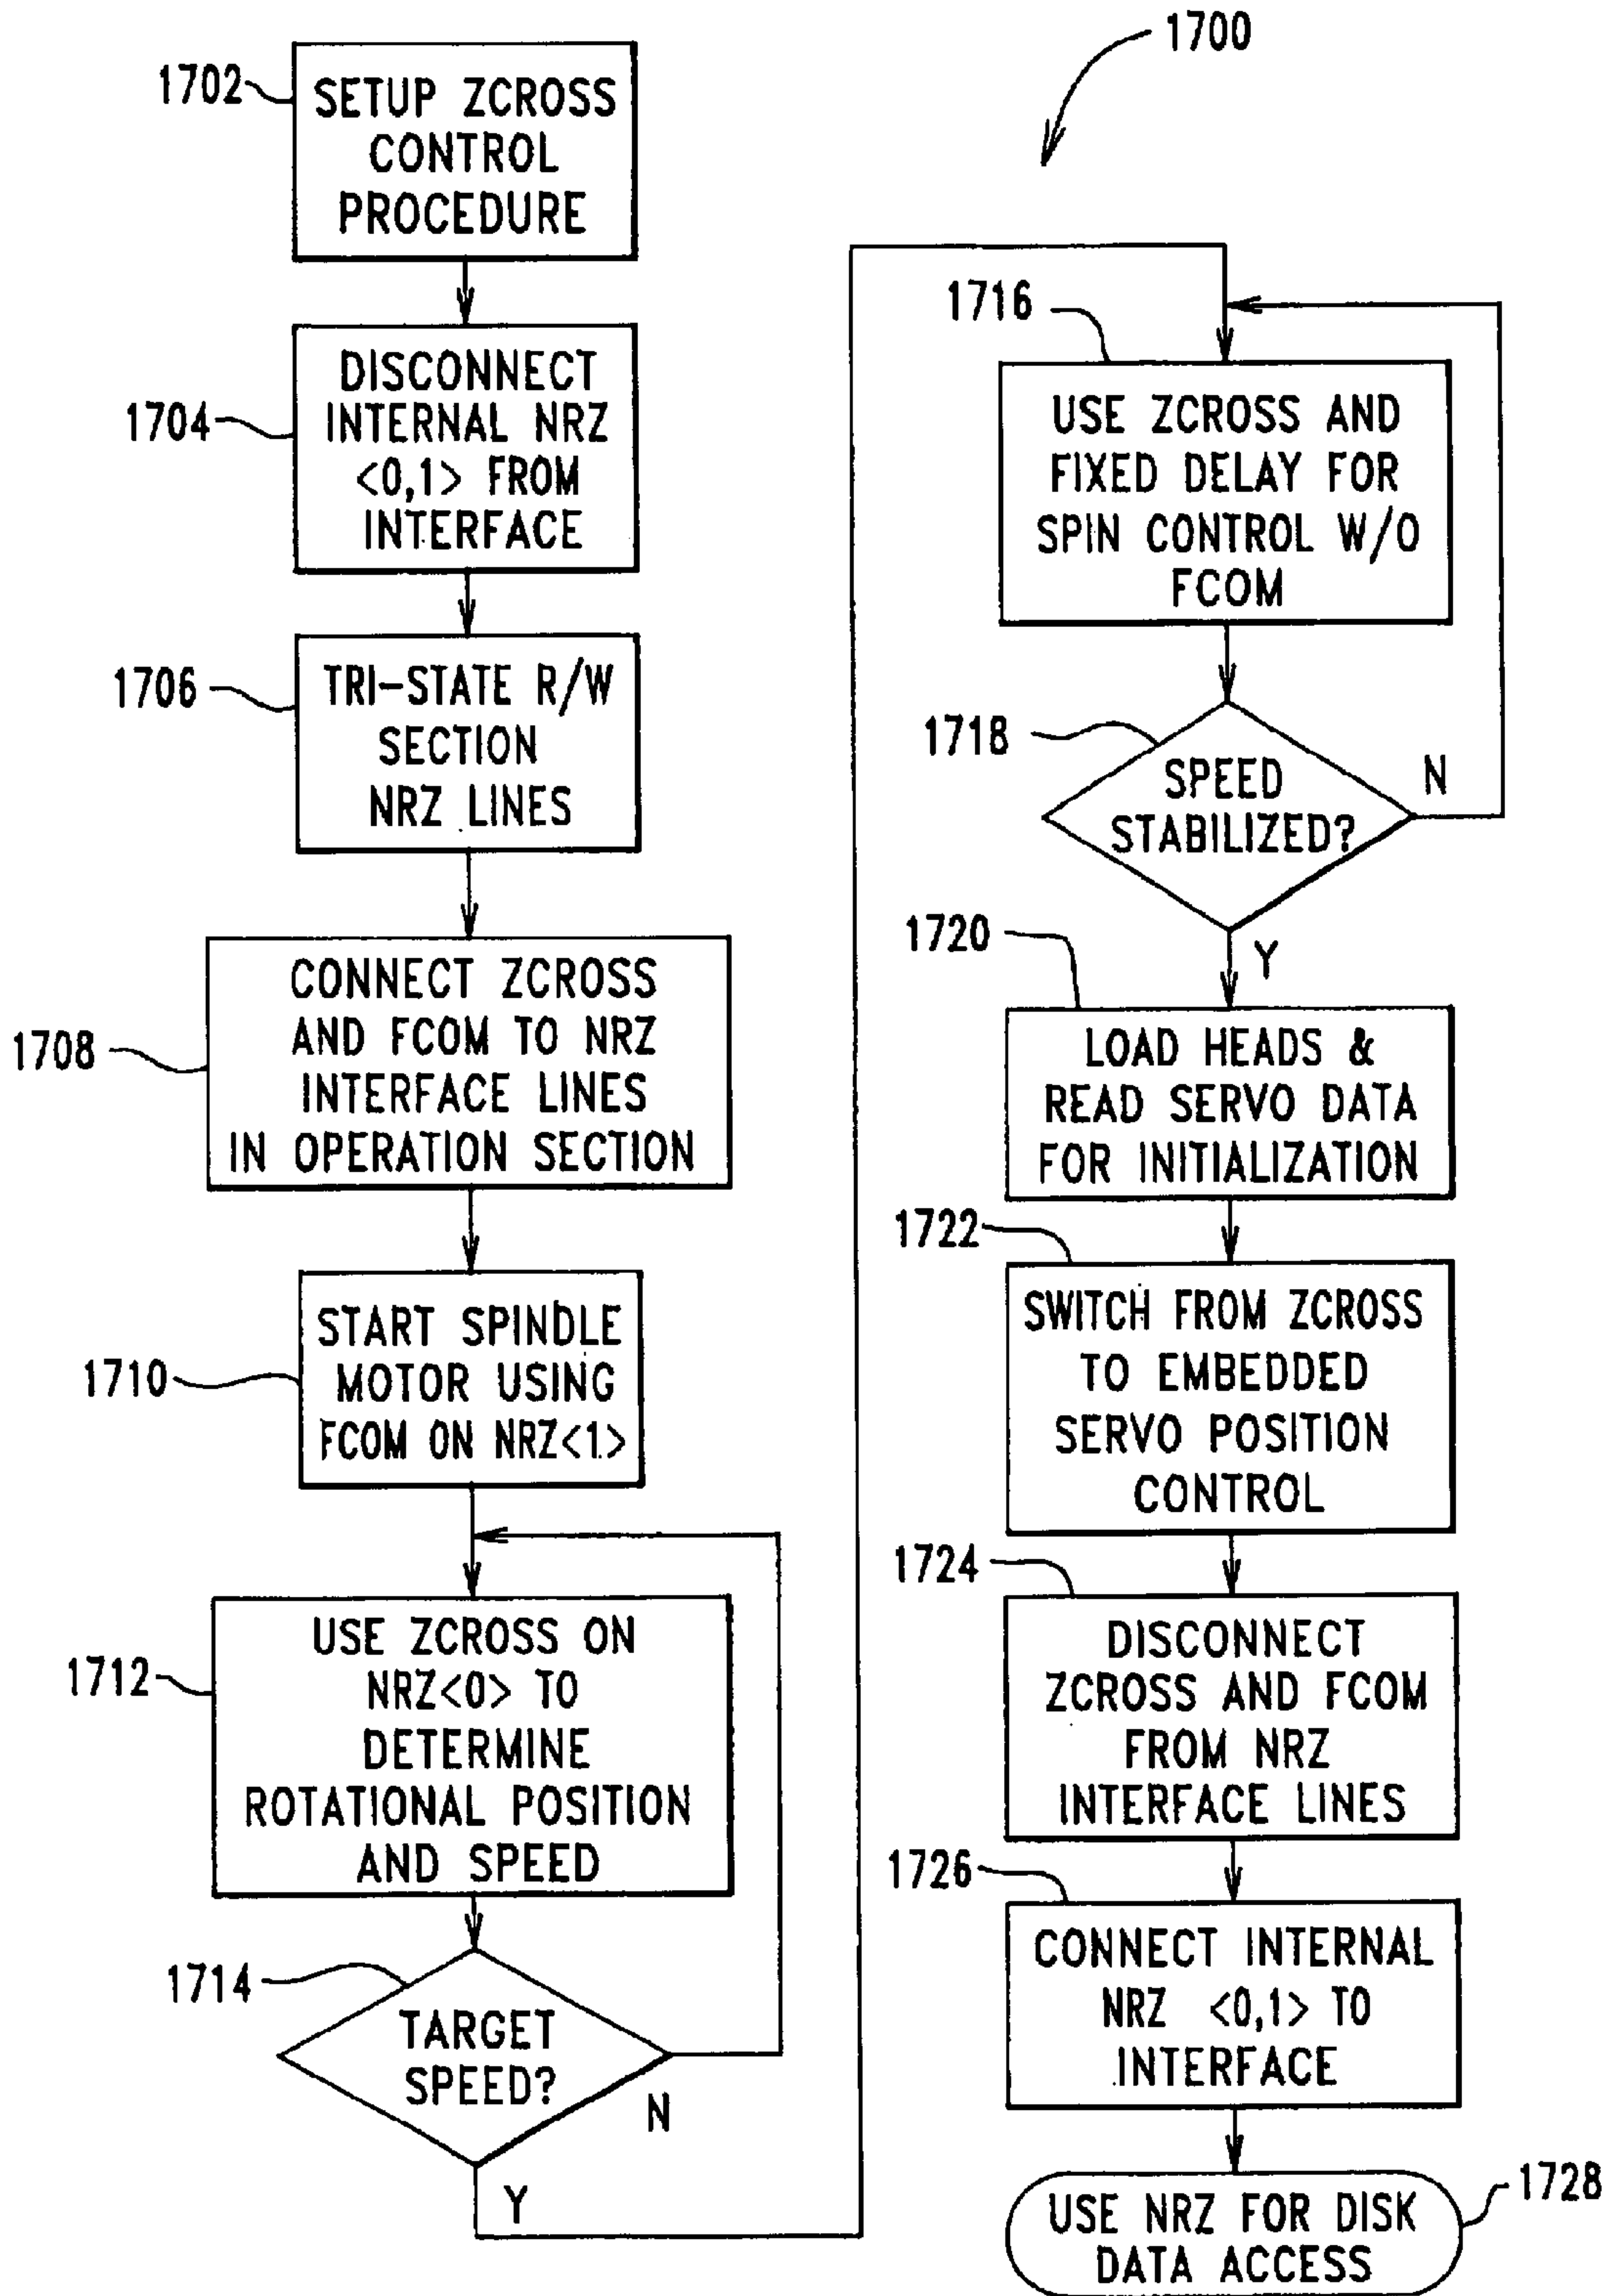 1700
1702
SETUP ZCROSS
CONTROL
PROCEDURE
1704
DISCONNECT
INTERNAL NRZ
<0,1> FROM
INTERFACE
1706
TRI-STATE R/W
SECTION
NRZ LINES
1708
CONNECT ZCROSS
AND FCOM TO NRZ
INTERFACE LINES
IN OPERATION SECTION
1710
START SPINDLE
MOTOR USING
FCOM ON NRZ<1>
1712
USE ZCROSS ON
NRZ<0> TO
DETERMINE
ROTATIONAL POSITION
AND SPEED
1714
TARGET
SPEED?
N
Y
1716
USE ZCROSS AND
FIXED DELAY FOR
SPIN CONTROL W/O
FCOM
1718
SPEED
STABILIZED?
N
Y
1720
LOAD HEADS &
READ SERVO DATA
FOR INITIALIZATION
1722
SWITCH FROM ZCROSS
TO EMBEDDED
SERVO POSITION
CONTROL
1724
DISCONNECT
ZCROSS AND FCOM
FROM NRZ
INTERFACE LINES
1726
CONNECT INTERNAL
NRZ <0,1> TO
INTERFACE
1728
USE NRZ FOR DISK
DATA ACCESS